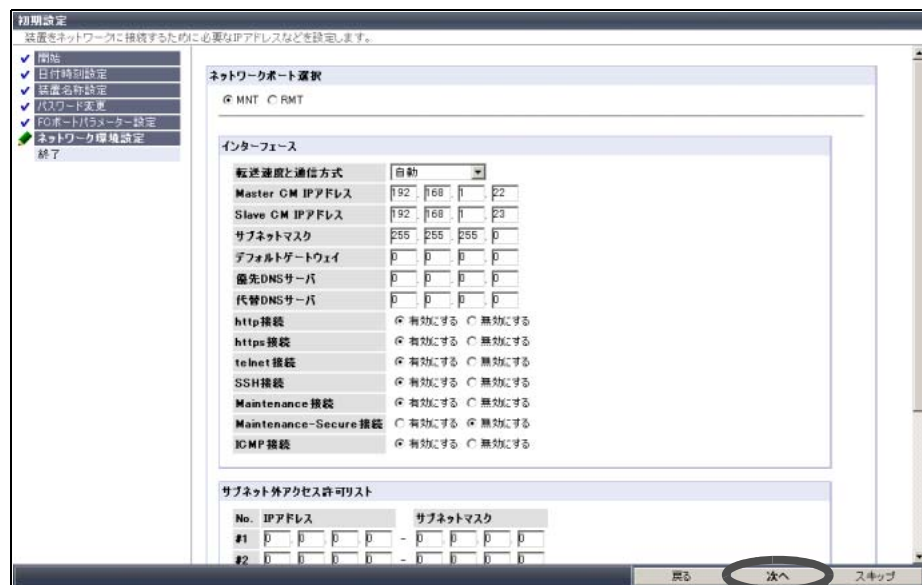 初期設定
装置をネットワークに接続するために必要なIPアドレスなどを設定します。
開始
日付時刻設定
装置名称設定
パスワード変更
FCポートパラメーター設定
ネットワーク環境設定
終了
ネットワークポート選択
MNT RMT
インターフェース
転送速度と通信方式 自動
Master CM IPアドレス 192 . 168 . 1 . 22
Slave CM IPアドレス 192 . 168 . 1 . 23
サブネットマスク 255 . 255 . 255 . 0
デフォルトゲートウェイ 0 . 0 . 0 . 0
優先DNSサーバ 0 . 0 . 0 . 0
代替DNSサーバ 0 . 0 . 0 . 0
http接続 有効にする 無効にする
https接続 有効にする 無効にする
telnet接続 有効にする 無効にする
SSH接続 有効にする 無効にする
Maintenance接続 有効にする 無効にする
Maintenance-Secure接続 有効にする 無効にする
ICMP接続 有効にする 無効にする
サブネット外アクセス許可リスト
No. IPアドレス サブネットマスク
#1 0 . 0 . 0 . 0 - 0 . 0 . 0 . 0
#2 0 . 0 . 0 . 0 - 0 . 0 . 0 . 0
戻る 次へ スキップ